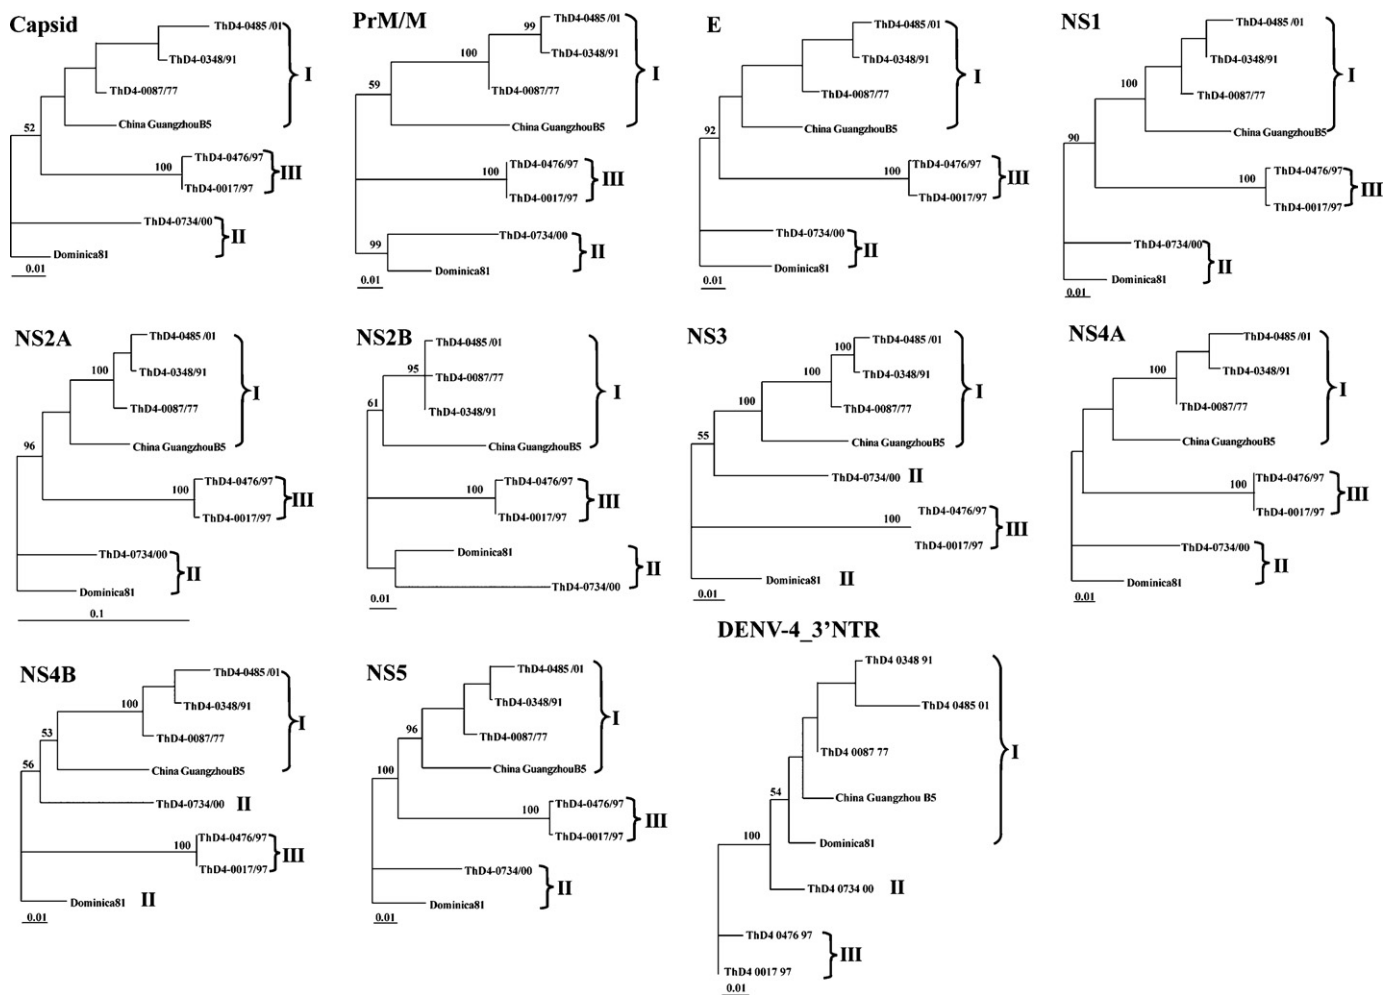 Capsid
ThD4-0485/01
ThD4-0348/91
ThD4-0087/77
China GuangzhouB5
I
52
ThD4-0476/97
100
ThD4-0017/97
III
ThD4-0734/00
II
Dominica81
0.01
PrM/M
ThD4-0485 /01
99
ThD4-0348/91
100
ThD4-0087/77
59
China GuangzhouB5
I
ThD4-0476/97
100
ThD4-0017/97
III
ThD4-0734/00
99
Dominica81
II
0.01
E
ThD4-0485 /01
ThD4-0348/91
ThD4-0087/77
China GuangzhouB5
I
92
ThD4-0476/97
100
ThD4-0017/97
III
ThD4-0734/00
II
Dominica81
0.01
NS1
ThD4-0485 /01
ThD4-0348/91
100
ThD4-0087/77
China GuangzhouB5
I
90
ThD4-0476/97
100
ThD4-0017/97
III
ThD4-0734/00
II
Dominica81
0.01
NS2A
ThD4-0485 /01
ThD4-0348/91
100
ThD4-0087/77
China GuangzhouB5
I
96
ThD4-0476/97
100
ThD4-0017/97
III
ThD4-0734/00
II
Dominica81
0.1
NS2B
ThD4-0485 /01
95
ThD4-0087/77
ThD4-0348/91
61
China GuangzhouB5
I
ThD4-0476/97
100
ThD4-0017/97
III
Dominica81
II
ThD4-0734/00
0.01
NS3
ThD4-0485 /01
100
ThD4-0348/91
100
ThD4-0087/77
100
China GuangzhouB5
I
55
ThD4-0734/00 II
ThD4-0476/97
100
ThD4-0017/97
III
Dominica81 II
0.01
NS4A
ThD4-0485 /01
ThD4-0348/91
100
ThD4-0087/77
China GuangzhouB5
I
ThD4-0476/97
100
ThD4-0017/97
III
ThD4-0734/00
II
Dominica81
0.01
NS4B
ThD4-0485 /01
ThD4-0348/91
100
ThD4-0087/77
53
China GuangzhouB5
I
56
ThD4-0734/00 II
ThD4-0476/97
100
ThD4-0017/97
III
Dominica81 II
0.01
NS5
ThD4-0485 /01
ThD4-0348/91
ThD4-0087/77
96
China GuangzhouB5
I
100
ThD4-0476/97
100
ThD4-0017/97
III
ThD4-0734/00
II
Dominica81
0.01
DENV-4_3'NTR
ThD4 0348 91
ThD4 0485 01
ThD4 0087 77
China Guangzhou B5
54
Dominica81
I
100
ThD4 0734 00 II
ThD4 0476 97
III
ThD4 0017 97
0.01